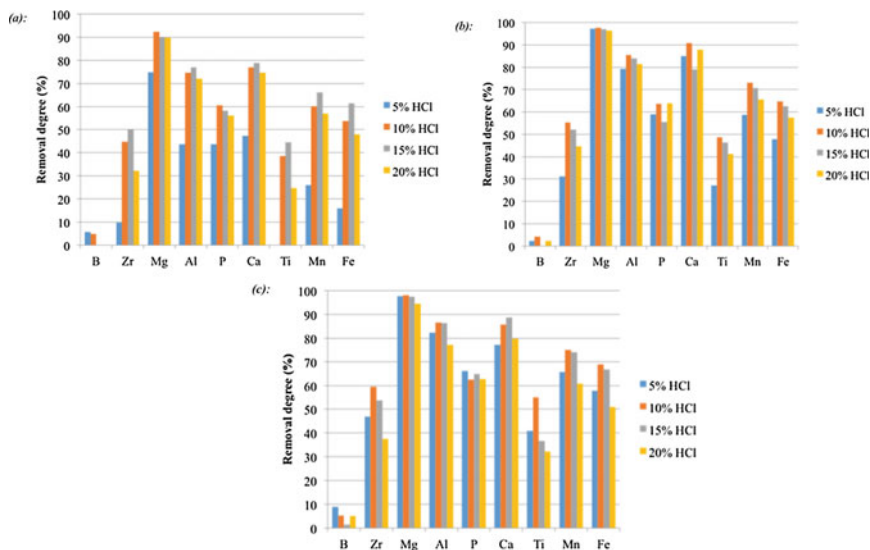 (a):
Removal degree (%)
100
90
80
70
60
50
40
30
20
10
0
B Zr Mg Al P Ca Ti Mn Fe
5% HCl
10% HCl
15% HCl
20% HCl
(b):
Removal degree (%)
100
90
80
70
60
50
40
30
20
10
0
B Zr Mg Al P Ca Ti Mn Fe
5% HCl
10% HCl
15% HCl
20% HCl
(c):
Removal degree (%)
100
90
80
70
60
50
40
30
20
10
0
B Zr Mg Al P Ca Ti Mn Fe
5% HCl
10% HCl
15% HCl
20% HCl